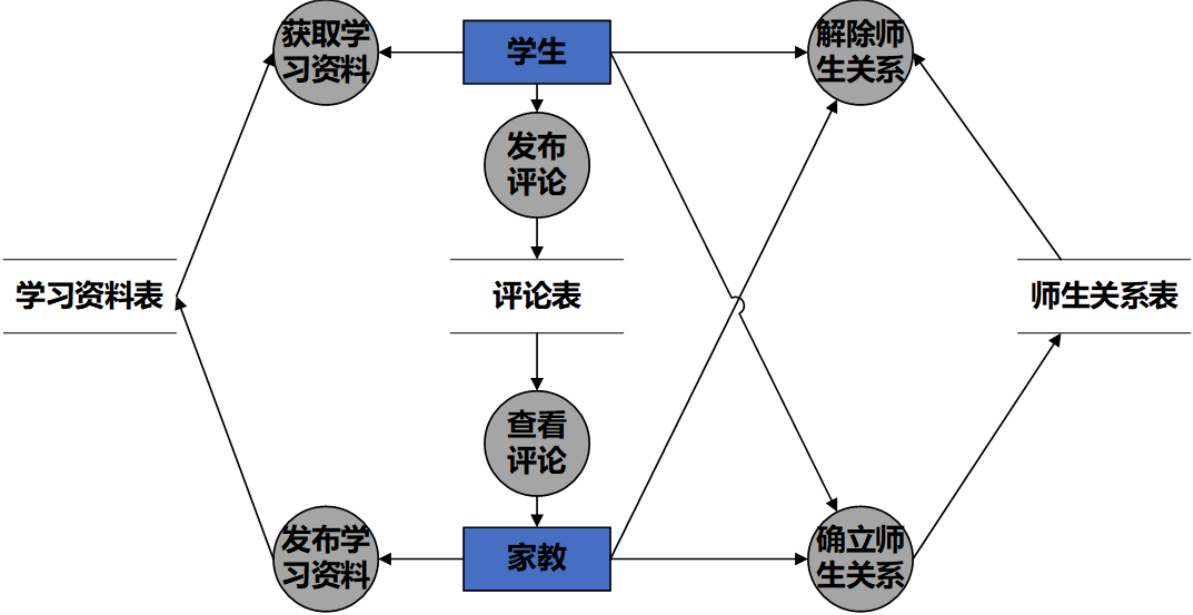 获取学
习资料
学生
解除师
生关系
发布
评论
学习资料表
评论表
师生关系表
查看
评论
发布学
习资料
家教
确立师
生关系